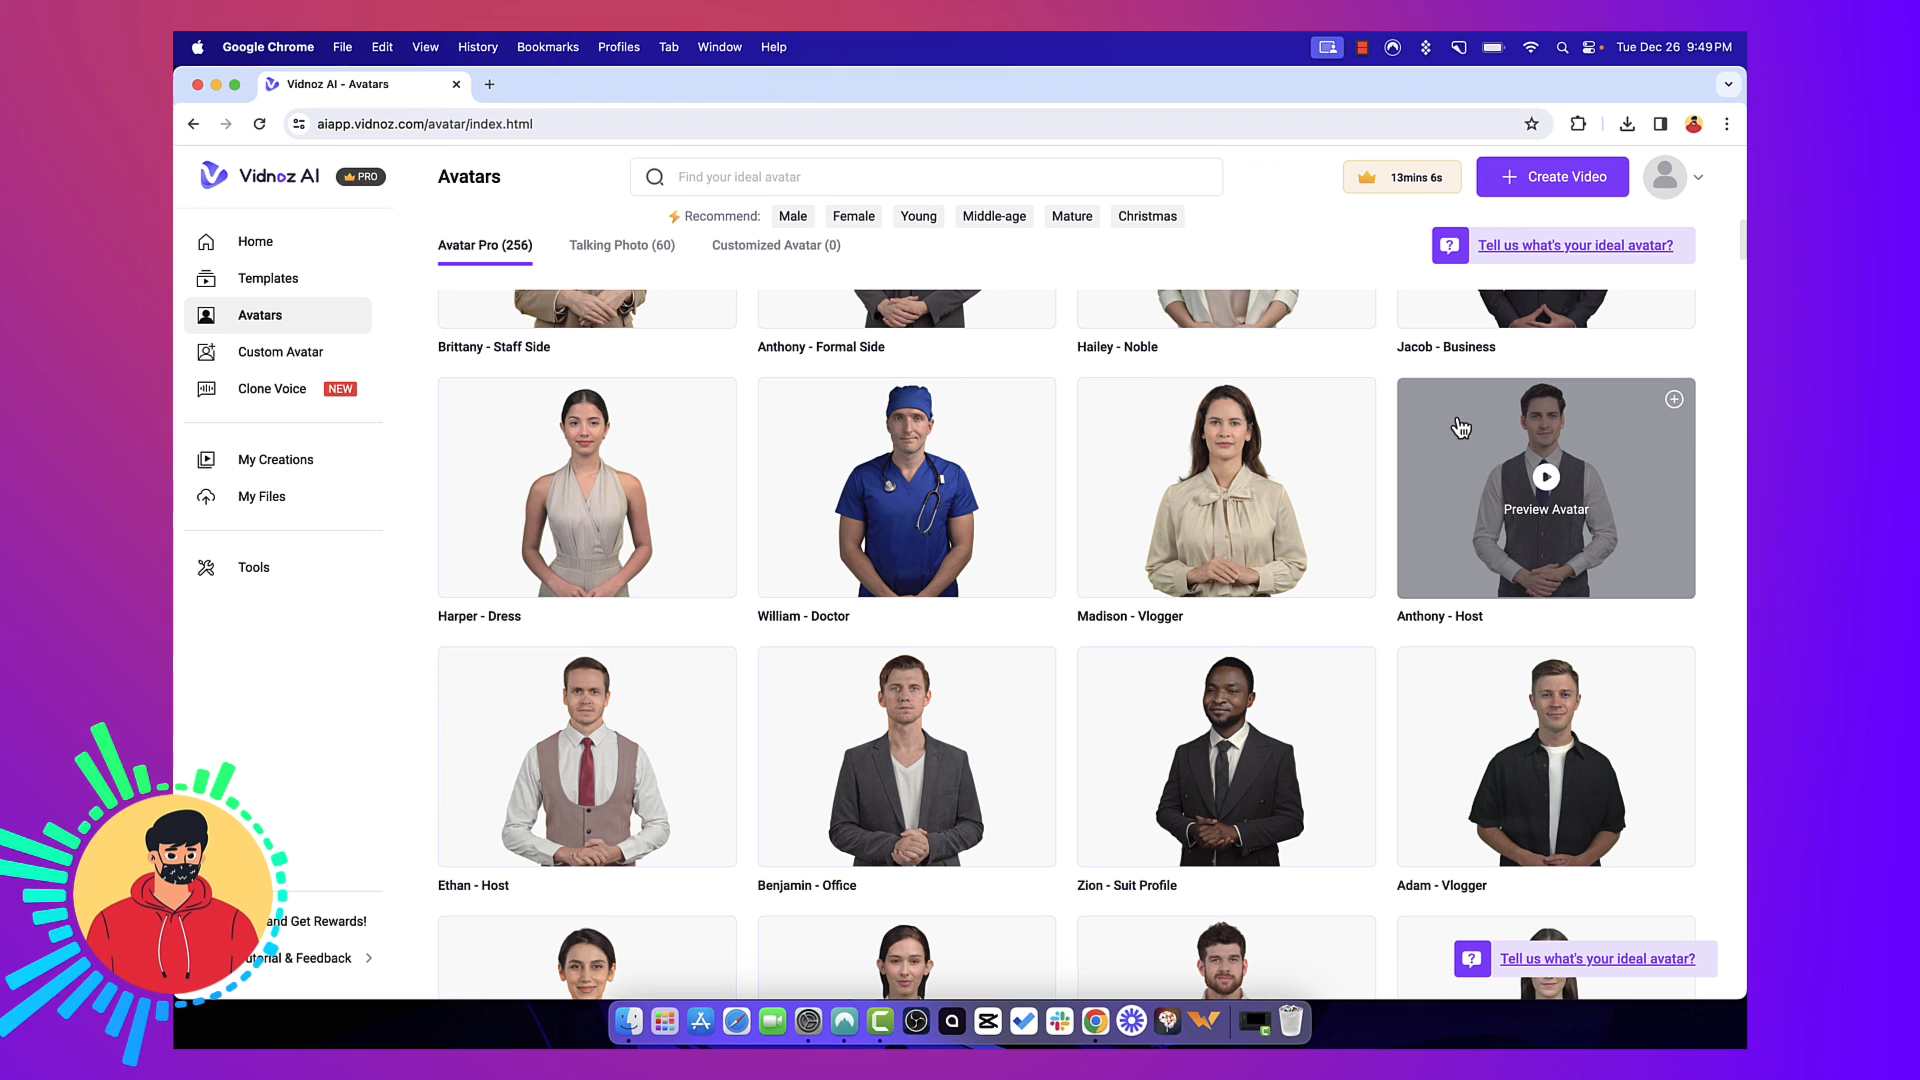 Google Chrome File Edit View History Bookmarks Profiles Tab Window Help
Tue Dec 26 9:49 PM
Vidnoz AI - Avatars
aiapp.vidnoz.com/avatar/index.html
Vidnoz AI PRO
Avatars
Find your ideal avatar
13mins 6s
Create Video
Recommend: Male Female Young Middle-age Mature Christmas
Avatar Pro (256) Talking Photo (60) Customized Avatar (0)
Tell us what's your ideal avatar?
Home
Templates
Avatars
Custom Avatar
Clone Voice NEW
My Creations
My Files
Tools
and Get Rewards!
utorial & Feedback
Brittany - Staff Side
Anthony - Formal Side
Hailey - Noble
Jacob - Business
Preview Avatar
Harper - Dress
William - Doctor
Madison - Vlogger
Anthony - Host
Ethan - Host
Benjamin - Office
Zion - Suit Profile
Adam - Vlogger
Tell us what's your ideal avatar?